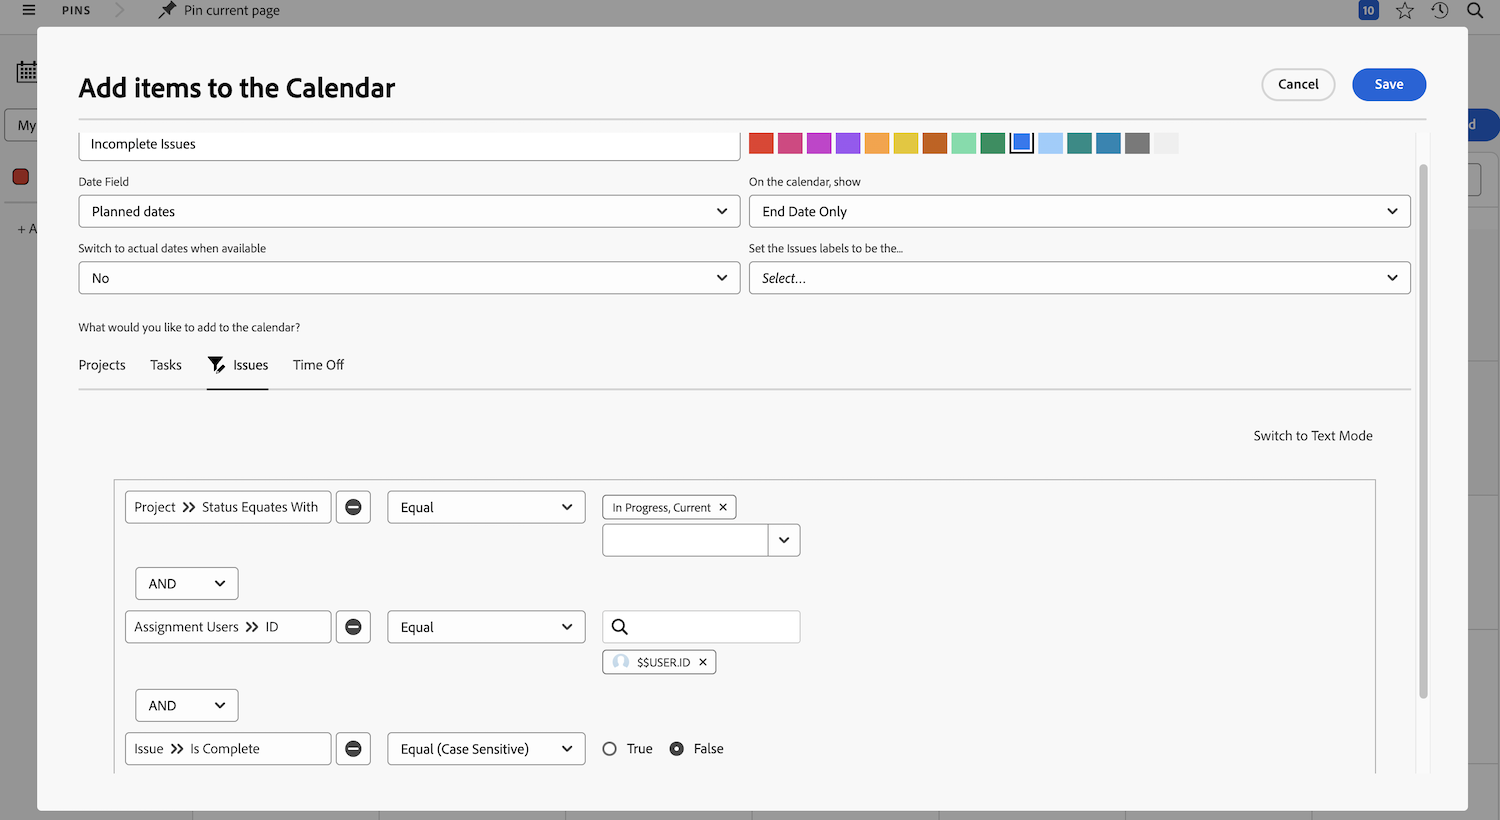 PINS
Pin current page
10
My
d
+ A
Add items to the Calendar
Cancel
Save
Incomplete Issues
Date Field
On the calendar, show
Planned dates
End Date Only
Switch to actual dates when available
Set the Issues labels to be the...
No
Select...
What would you like to add to the calendar?
Projects
Tasks
Issues
Time Off
Switch to Text Mode
Project >> Status Equates With
Equal
In Progress, Current ×
AND
Assignment Users >> ID
Equal
$$USER.ID ×
AND
Issue >> Is Complete
Equal (Case Sensitive)
True
False